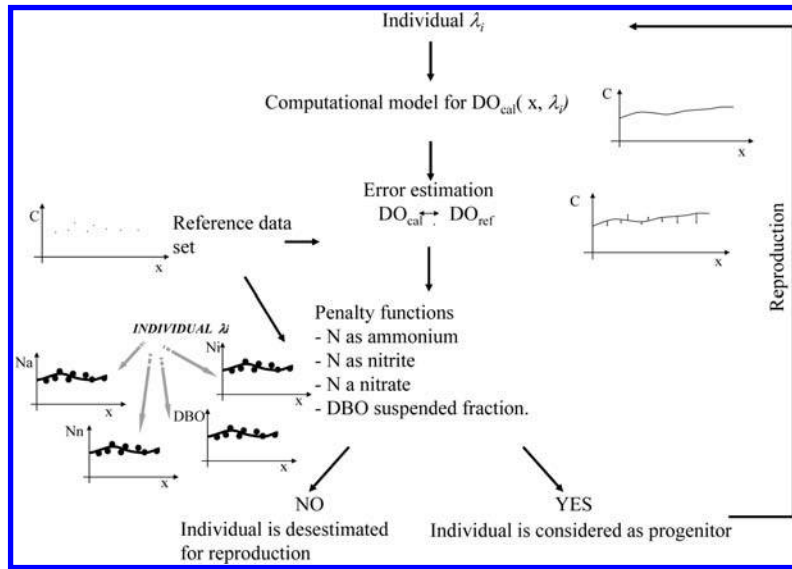 Individual λi
Computational model for DOcal( x, λi)
C
x
Error estimation
DOcal ↔ DOref
C
x
C
x
Reference data
set
Reproduction
Penalty functions
- N as ammonium
- N as nitrite
- N a nitrate
- DBO suspended fraction.
INDIVIDUAL λi
Na
x
Ni
x
Nn
x
DBO
x
NO
Individual is desestimated
for reproduction
YES
Individual is considered as progenitor